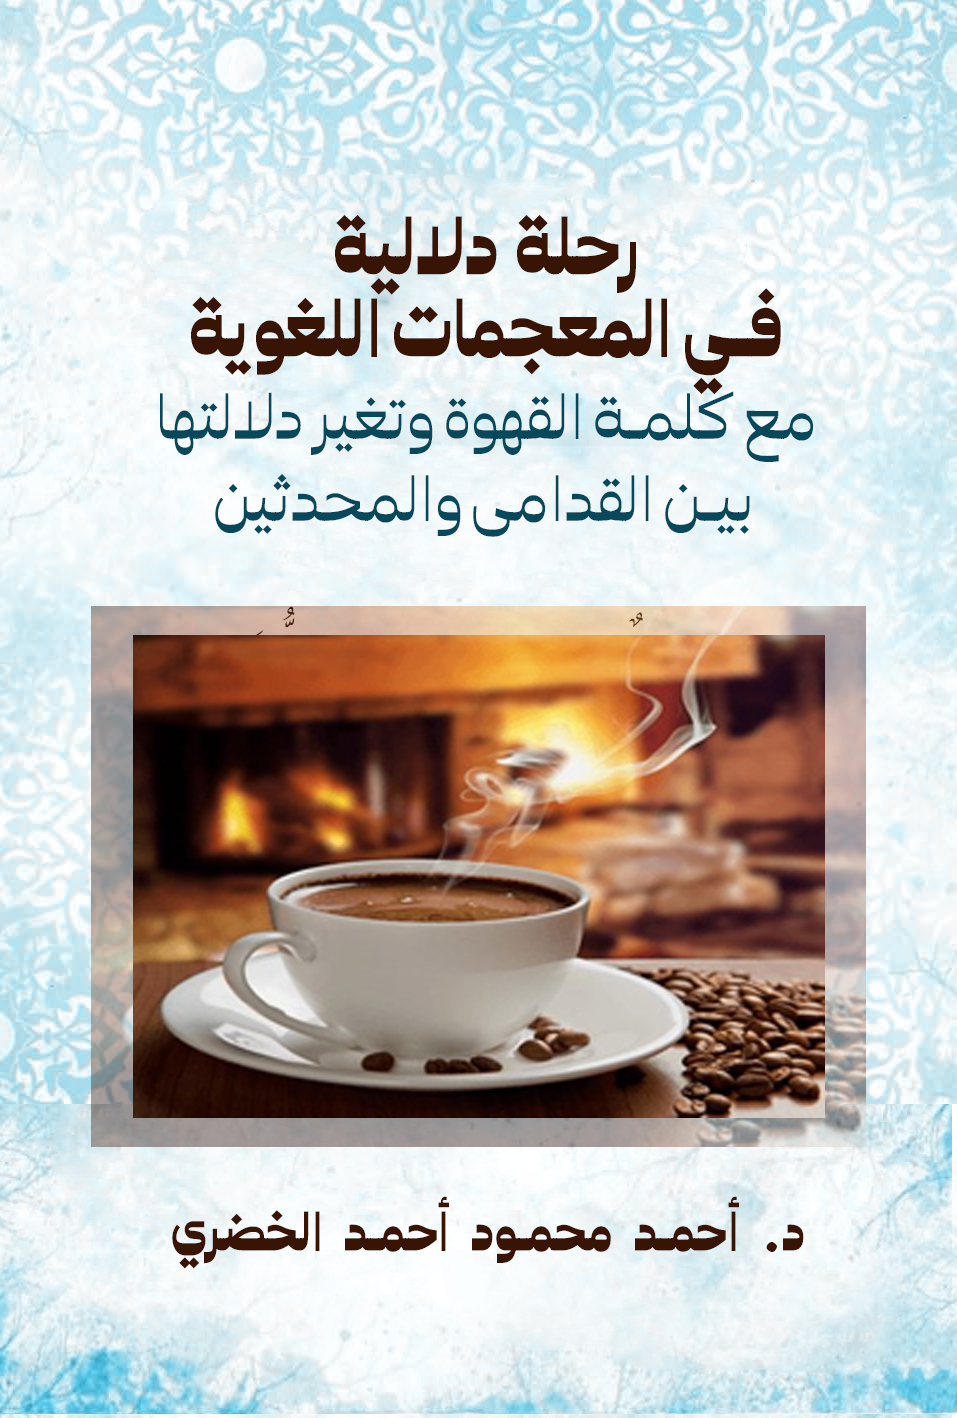 رحلة دلالية
في المعجمات اللغوية
مع كلمة القهوة وتغير دلالتها
بين القدامى والمحدثين
د. أحمد محمود أحمد الخضري